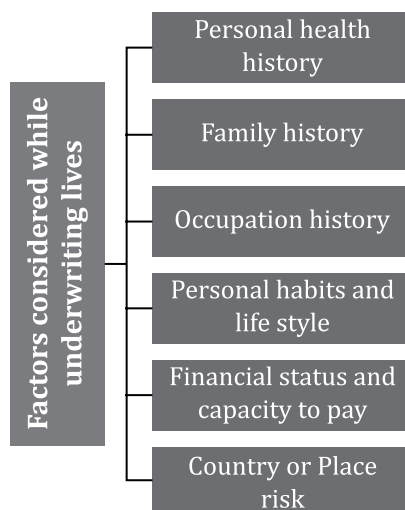 Factors considered while
underwriting lives
Personal health
history
Family history
Occupation history
Personal habits and
life style
Financial status and
capacity to pay
Country or Place
risk